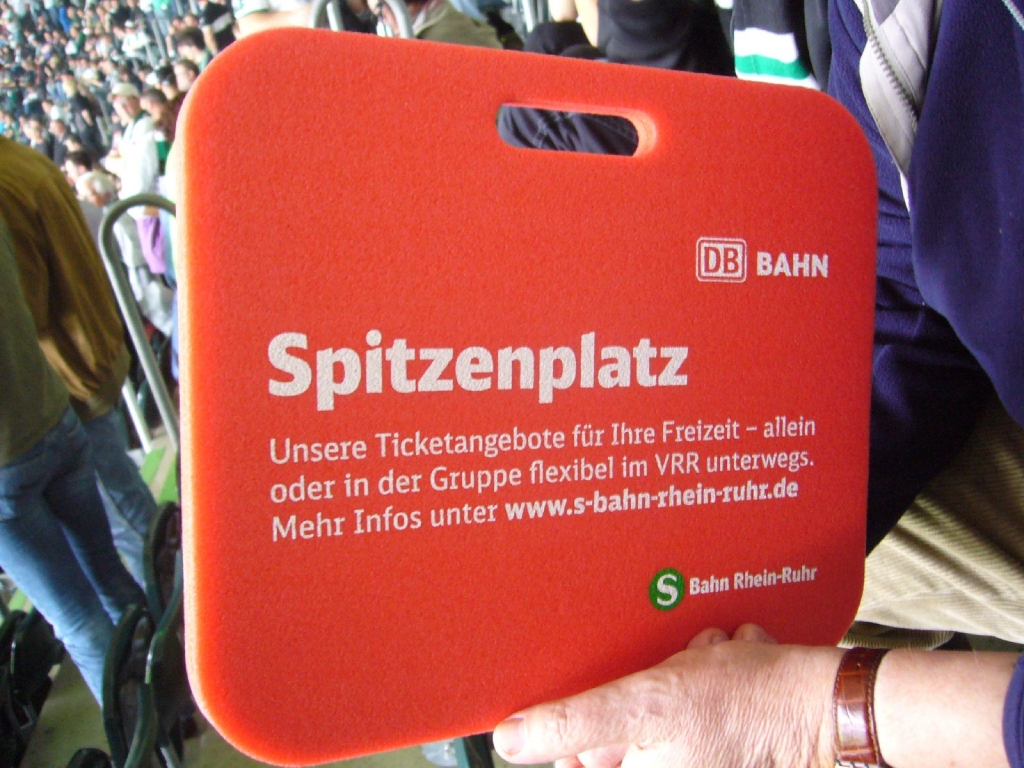 DB BAHN
Spitzenplatz
Unsere Ticketangebote für Ihre Freizeit – allein
oder in der Gruppe flexibel im VRR unterwegs.
Mehr Infos unter www.s-bahn-rhein-ruhr.de
S Bahn Rhein-Ruhr